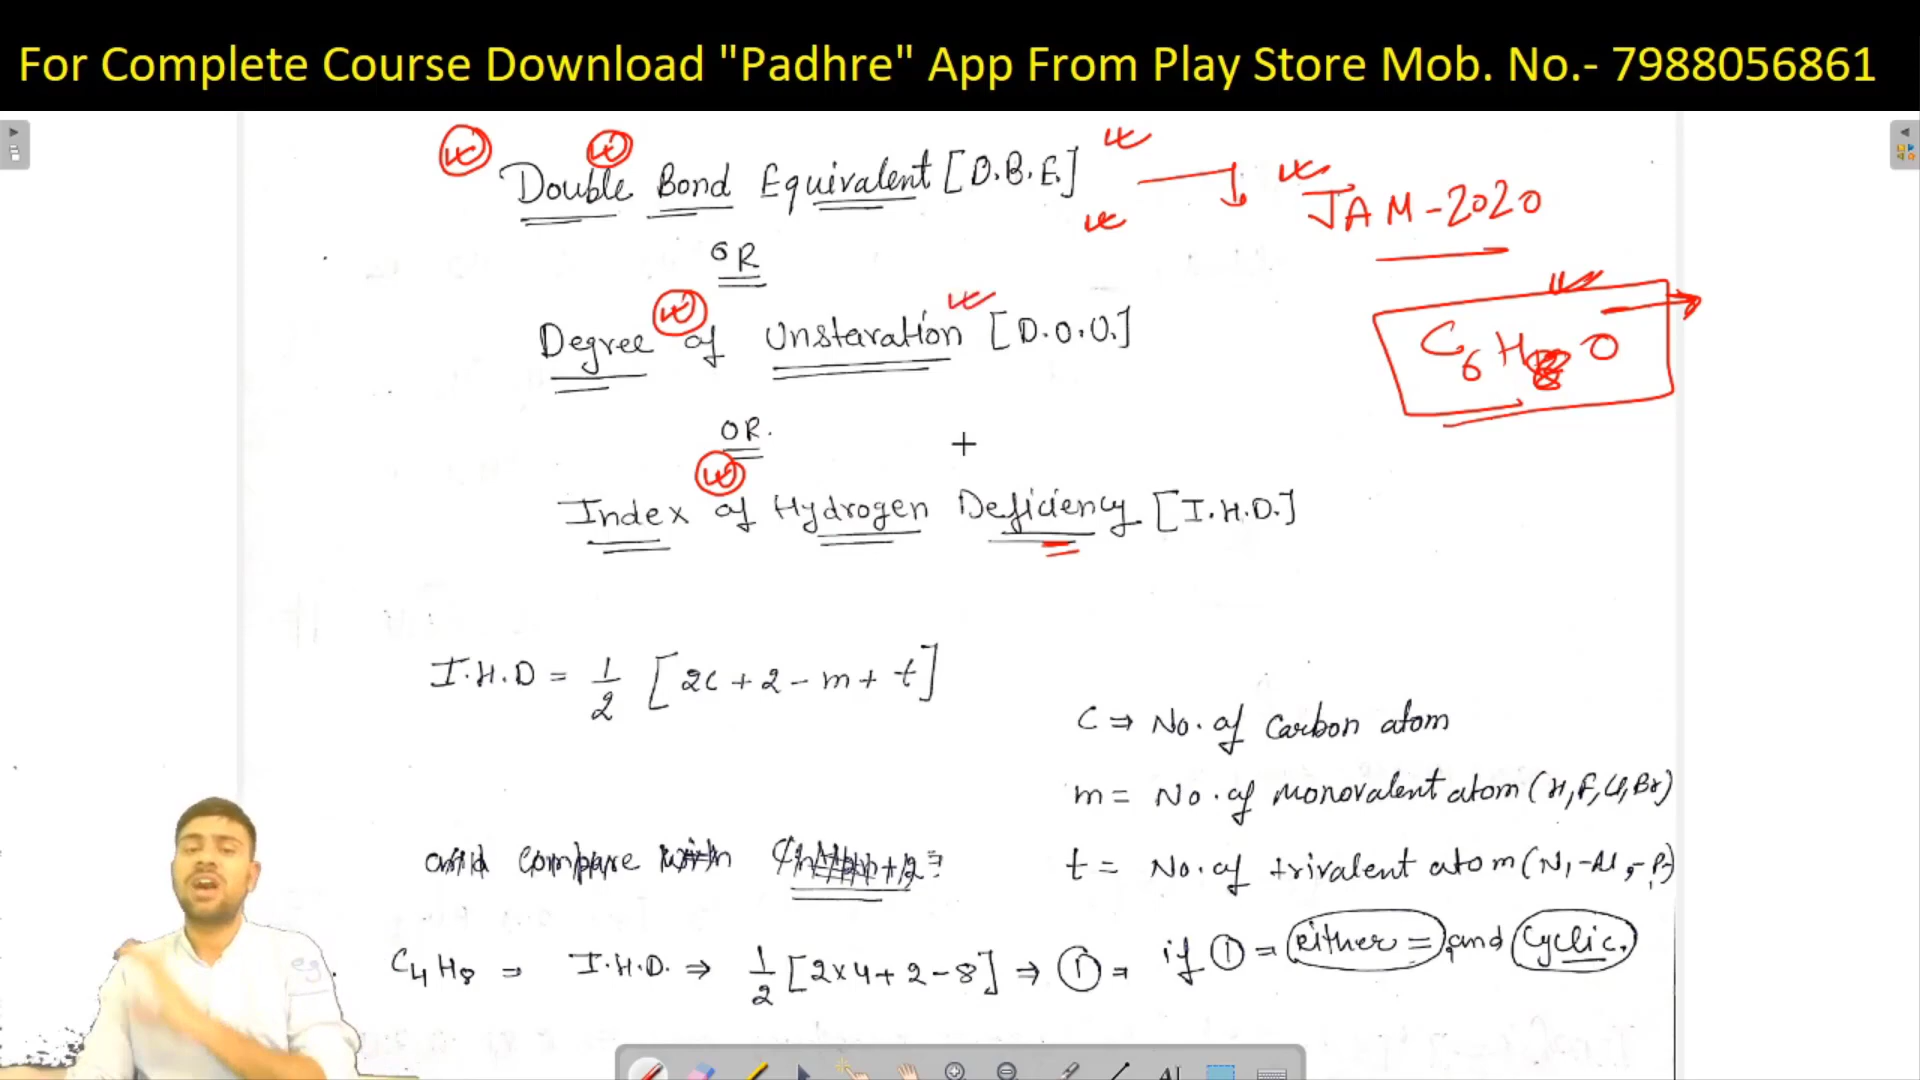 For Complete Course Download "Padhre" App From Play Store Mob. No.- 7988056861
Double Bond Equivalent [D.B.E.]
JAM-2020
OR
C6H O
Degree of Unstaration [D.O.U.]
OR.
+
Index of Hydrogen Deficiency [I.H.D.]
I.H.D = 1/2 [2c + 2 - m + t]
C ⇒ No. of Carbon atom
m = No. of monovalent atom (H, F, Cl, Br)
and compare with
t = No. of trivalent atom (N, -Al, -P)
eg. C4H8 = I.H.D. ⇒ 1/2 [2x4 + 2 - 8] ⇒ ① = if ① = either = and Cyclic.